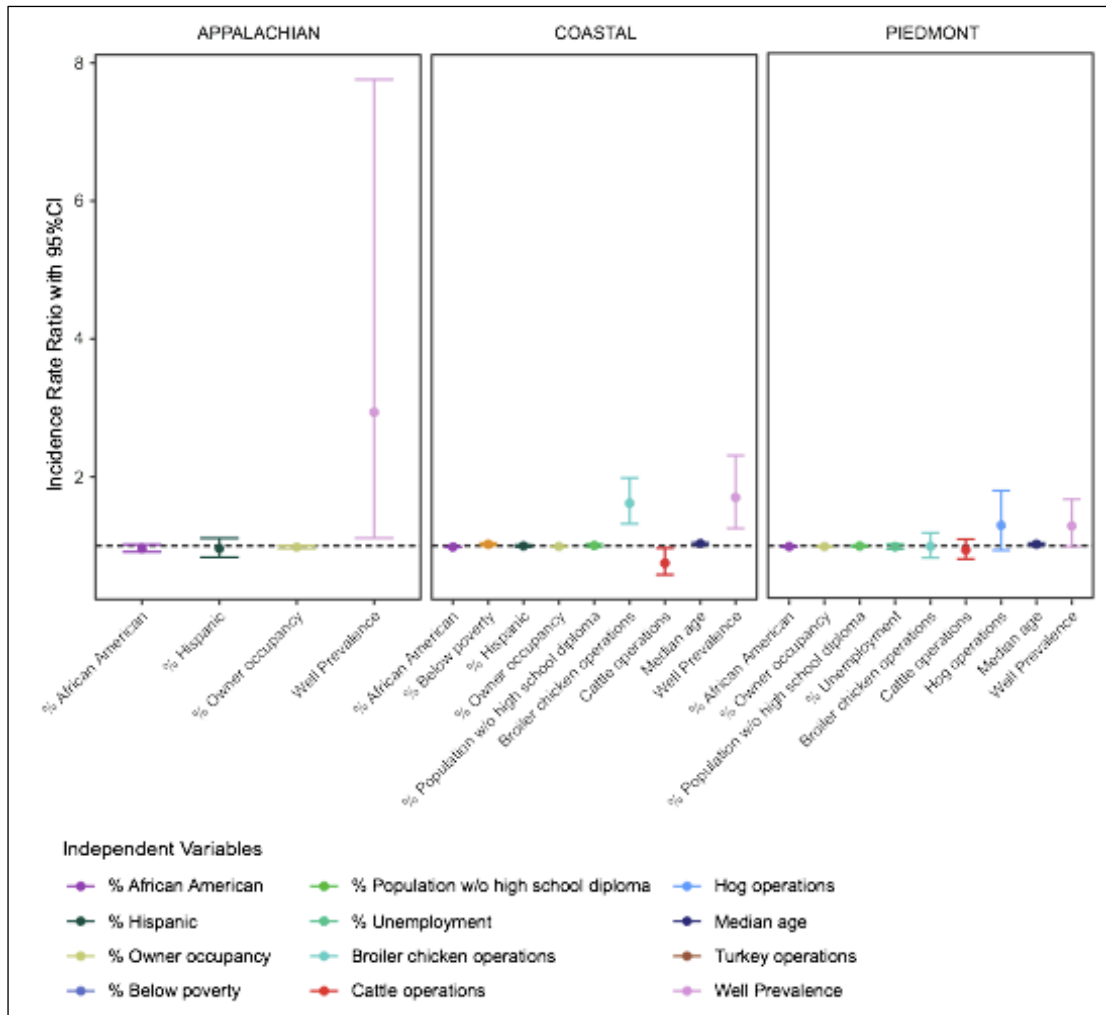 APPALACHIAN COASTAL PIEDMONT
Incidence Rate Ratio with 95%CI
8
6
4
2
% African American
% Hispanic
% Owner occupancy
Well Prevalence
% African American
% Below poverty
% Hispanic
% Owner occupancy
% Population w/o high school diploma
Broiler chicken operations
Cattle operations
Median age
Well Prevalence
% African American
% Owner occupancy
% Population w/o high school diploma
% Unemployment
Broiler chicken operations
Cattle operations
Hog operations
Median age
Well Prevalence
Independent Variables
% African American % Population w/o high school diploma Hog operations
% Hispanic % Unemployment Median age
% Owner occupancy Broiler chicken operations Turkey operations
% Below poverty Cattle operations Well Prevalence